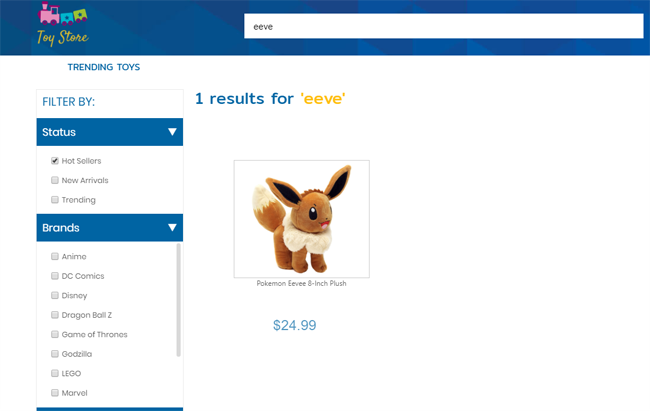 Toy Store
eeve
TRENDING TOYS
FILTER BY:
Status
Hot Sellers
New Arrivals
Trending
Brands
Anime
DC Comics
Disney
Dragon Ball Z
Game of Thrones
Godzilla
LEGO
Marvel
1 results for 'eeve'
Pokemon Eevee 8-Inch Plush
$24.99